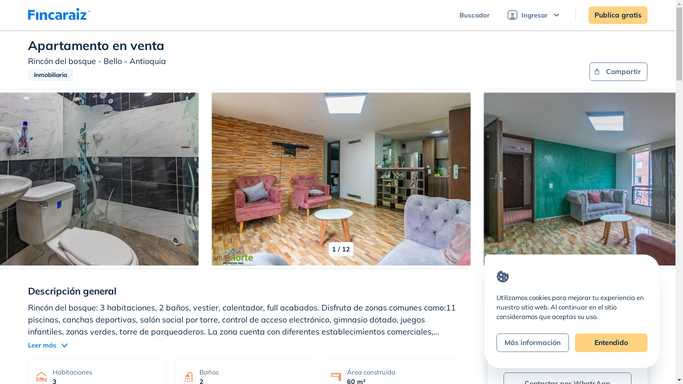 Fincaraiz
Buscador
Ingresar
Publica gratis
Apartamento en venta
Rincón del bosque - Bello - Antioquia
Inmobiliaria
Compartir
1 / 12
norte
Descripción general
Rincón del bosque: 3 habitaciones, 2 baños, vestier, calentador, full acabados. Disfruta de zonas comunes como:11
piscinas, canchas deportivas, salón social por torre, control de acceso electrónico, gimnasio dotado, juegos
infantiles, zonas verdes, torre de parqueaderos. La zona cuenta con diferentes establecimientos comerciales,...
Leer más
Habitaciones
3
Baños
2
Área construida
60 m²
Utilizamos cookies para mejorar tu experiencia en
nuestro sitio web. Al continuar en el sitio
consideramos que aceptas su uso.
Más información
Entendido
Contactar por WhatsApp